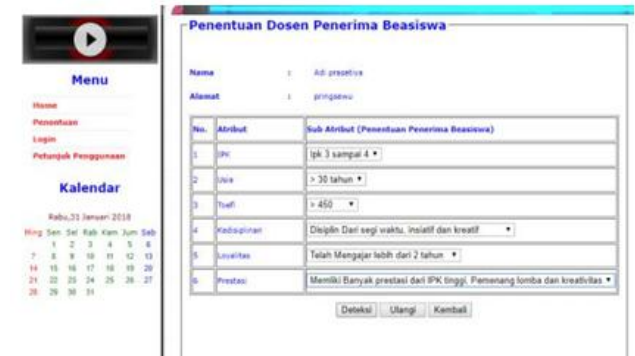 Menu
Home
Penentuan
Login
Petunjuk Penggunaan
Kalendar
Rabu,31 Januari 2018
Ming Sen Sel Rab Kam Jum Sab
1 2 3 4 5 6
7 8 9 10 11 12 13
14 15 16 17 18 19 20
21 22 23 24 25 26 27
28 29 30 31
Penentuan Dosen Penerima Beasiswa
Nama : Adi prasetiya
Alamat : pringsewu
No. Atribut Sub Atribut (Penentuan Penerima Beasiswa)
1 IPK Ipk 3 sampai 4
2 Usia > 30 tahun
3 Toefl > 450
4 Kedisiplinan Disiplin Dari segi waktu, insiatif dan kreatif
5 Loyalitas Telah Mengajar lebih dari 2 tahun
6 Prestasi Memiliki Banyak prestasi dari IPK tinggi, Pemenang lomba dan kreativitas
Deteksi Ulangi Kembali